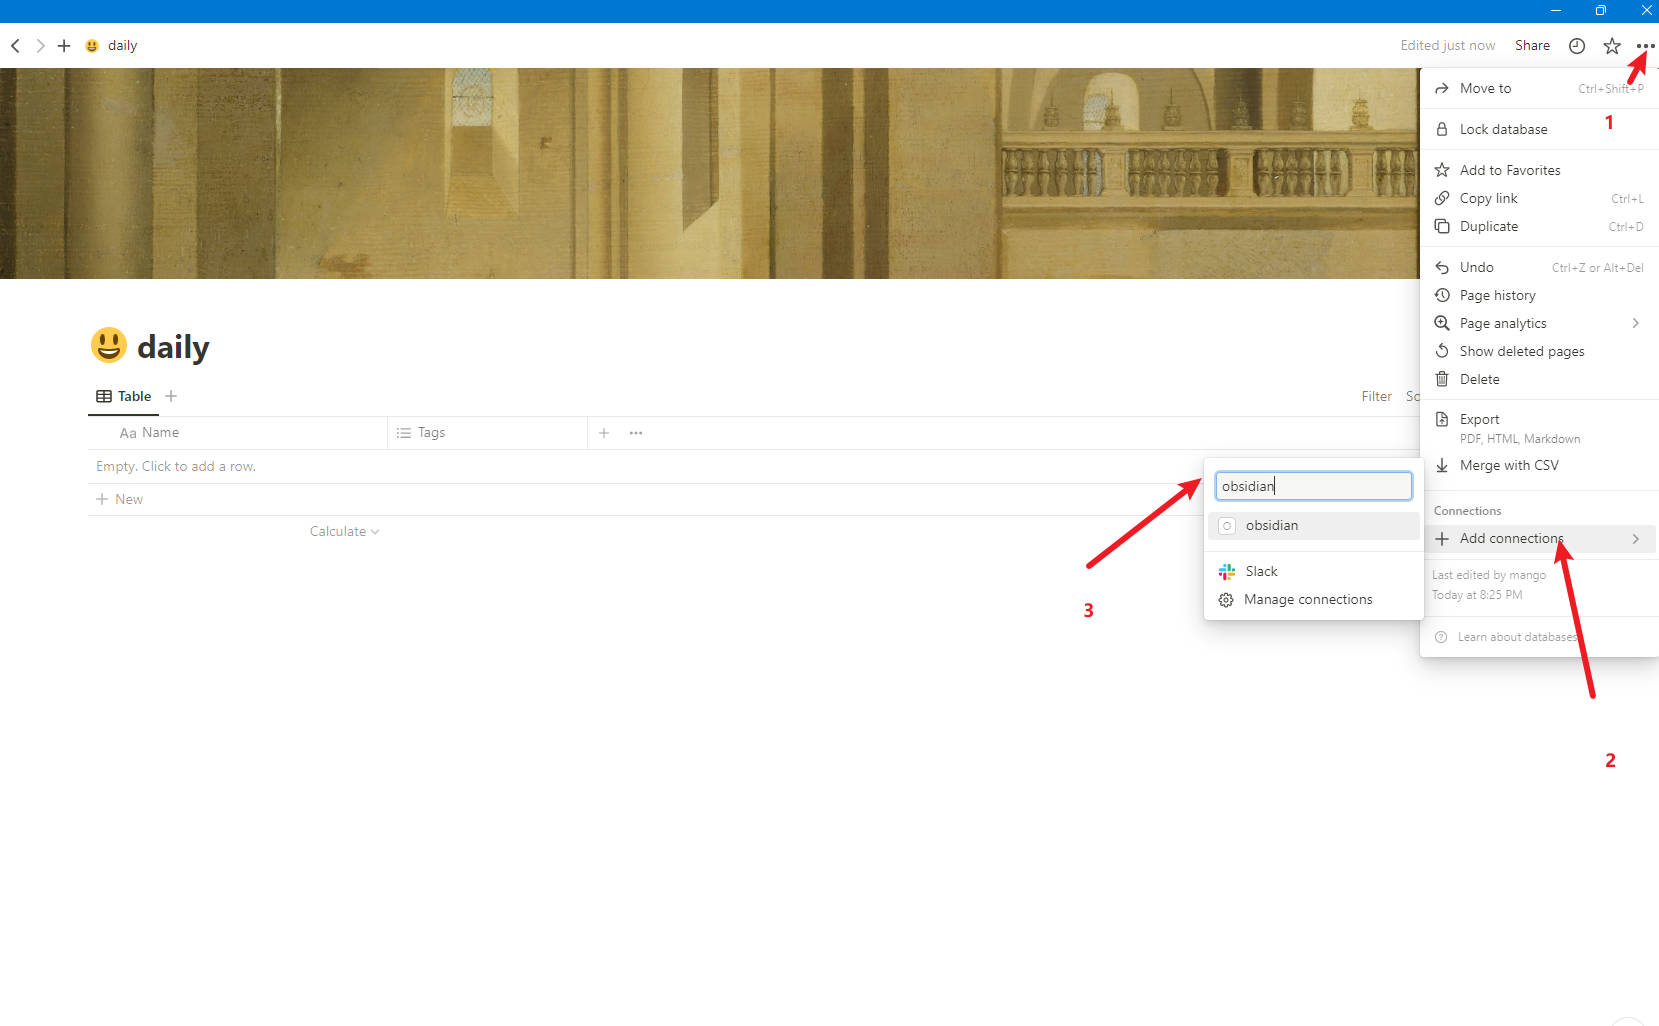 daily
Edited just now Share
Move to Ctrl+Shift+P
1
Lock database
Add to Favorites
Copy link Ctrl+L
Duplicate Ctrl+D
Undo Ctrl+Z or Alt+Del
Page history
Page analytics
Show deleted pages
Delete
Export
PDF, HTML, Markdown
Merge with CSV
Connections
Add connections
Last edited by mango
Today at 8:25 PM
Learn about databases
2
daily
Table
Filter So
Aa Name Tags
Empty. Click to add a row.
New
Calculate
obsidian
obsidian
Slack
Manage connections
3